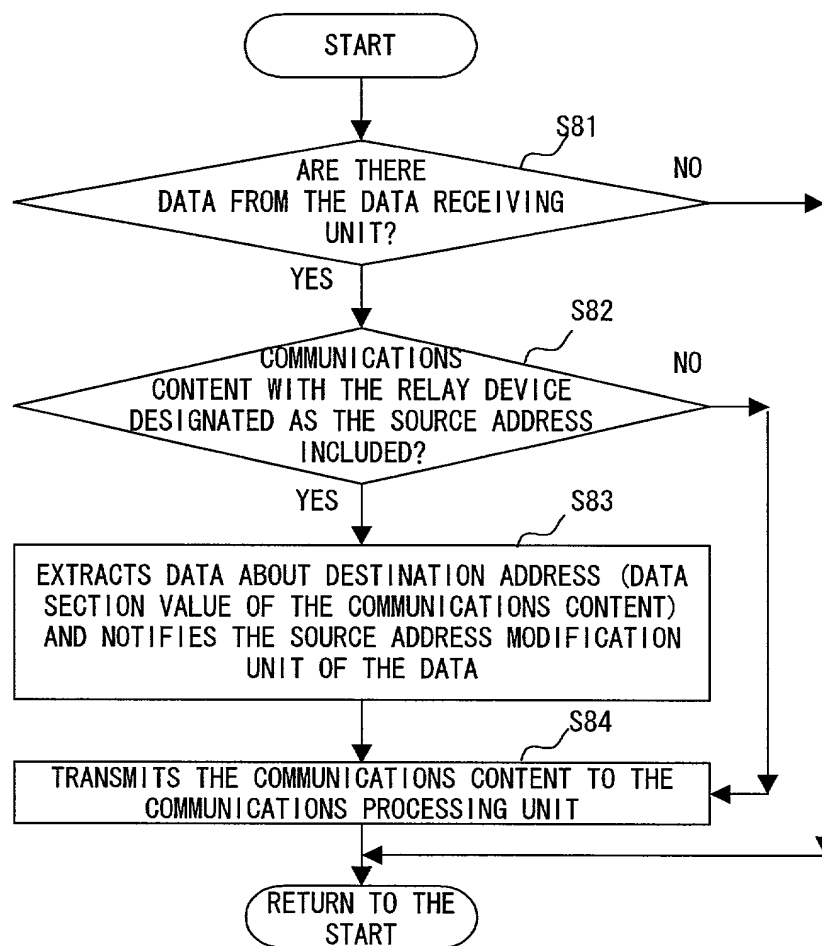 START
S81
ARE THERE
DATA FROM THE DATA RECEIVING
UNIT?
NO
YES
S82
COMMUNICATIONS
CONTENT WITH THE RELAY DEVICE
DESIGNATED AS THE SOURCE ADDRESS
INCLUDED?
NO
YES
S83
EXTRACTS DATA ABOUT DESTINATION ADDRESS (DATA
SECTION VALUE OF THE COMMUNICATIONS CONTENT)
AND NOTIFIES THE SOURCE ADDRESS MODIFICATION
UNIT OF THE DATA
S84
TRANSMITS THE COMMUNICATIONS CONTENT TO THE
COMMUNICATIONS PROCESSING UNIT
RETURN TO THE
START